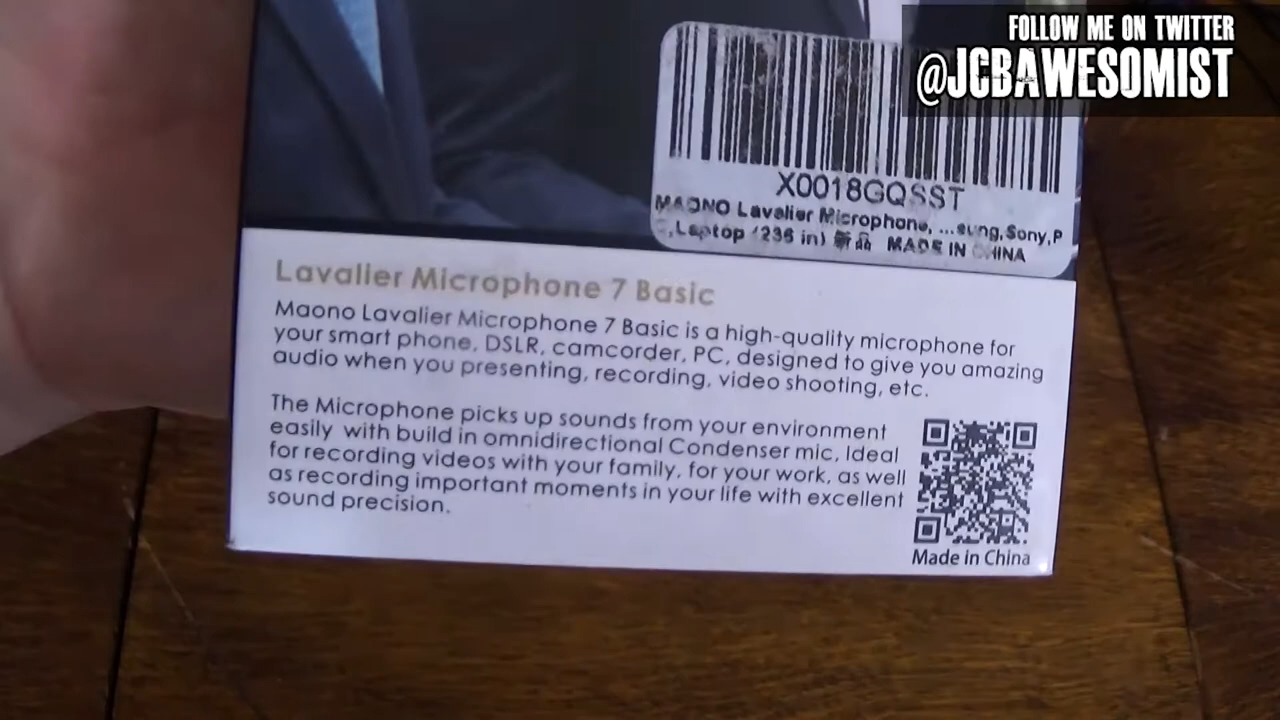 FOLLOW ME ON TWITTER
@JCBAWESOMIST
X0018GQSST
MAONO Lavalier Microphone, ...sung,Sony,P
C,Laptop (236 in) 新品 MADE IN CHINA
Lavalier Microphone 7 Basic
Maono Lavalier Microphone 7 Basic is a high-quality microphone for
your smart phone, DSLR, camcorder, PC, designed to give you amazing
audio when you presenting, recording, video shooting, etc.
The Microphone picks up sounds from your environment
easily with build in omnidirectional Condenser mic, Ideal
for recording videos with your family, for your work, as well
as recording important moments in your life with excellent
sound precision.
Made in China